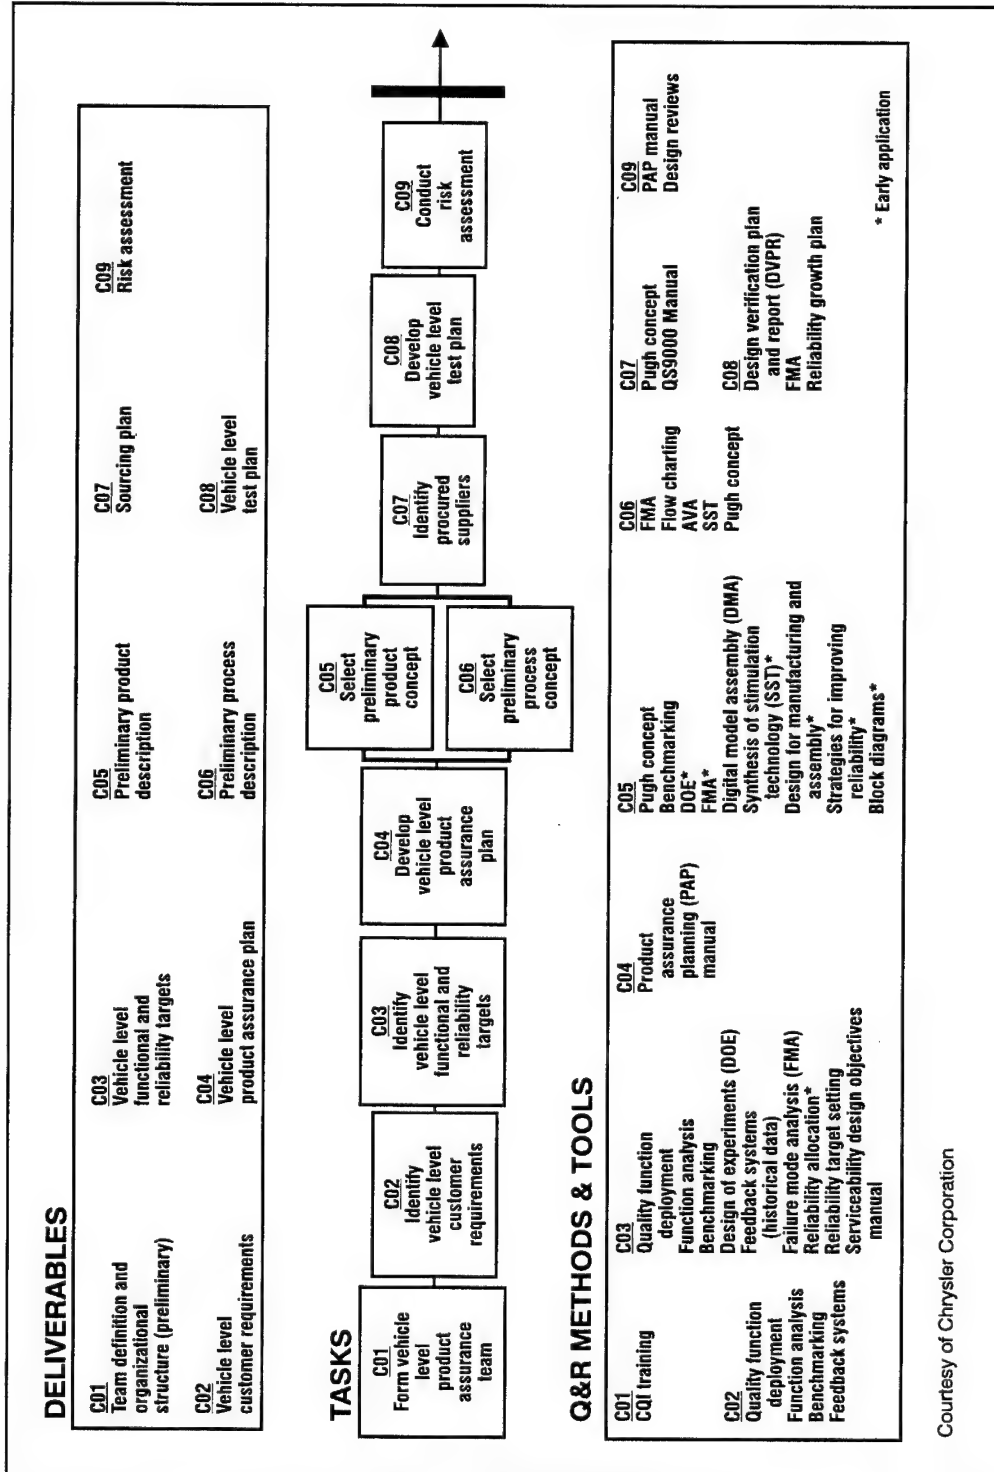 DELIVERABLES
C01
Team definition and
organizational
structure (preliminary)
C02
Vehicle level
customer requirements
C03
Vehicle level
functional and
reliability targets
C04
Vehicle level
product assurance plan
C05
Preliminary product
description
C06
Preliminary process
description
C07
Sourcing plan
C08
Vehicle level
test plan
C09
Risk assessment
TASKS
C01
Form vehicle
level
product
assurance
team
C02
Identify
vehicle level
customer
requirements
C03
Identify
vehicle level
functional and
reliability
targets
C04
Develop
vehicle level
product
assurance
plan
C05
Select
preliminary
product
concept
C06
Select
preliminary
process
concept
C07
Identify
procured
suppliers
C08
Develop
vehicle level
test plan
C09
Conduct
risk
assessment
Q&R METHODS & TOOLS
C01
CQI training
C02
Quality function
deployment
Function analysis
Benchmarking
Feedback systems
C03
Quality function
deployment
Function analysis
Benchmarking
Design of experiments (DOE)
Feedback systems
(historical data)
Failure mode analysis (FMA)
Reliability allocation*
Reliability target setting
Serviceability design objectives
manual
C04
Product
assurance
planning (PAP)
manual
C05
Pugh concept
Benchmarking
DOE*
FMA*
Digital model assembly (DMA)
Synthesis of stimulation
technology (SST)*
Design for manufacturing and
assembly*
Strategies for improving
reliability*
Block diagrams*
C06
FMA
Flow charting
AVA
SST
Pugh concept
C07
Pugh concept
QS9000 Manual
C08
Design verification plan
and report (DVPR)
FMA
Reliability growth plan
C09
PAP manual
Design reviews
* Early application
Courtesy of Chrysler Corporation